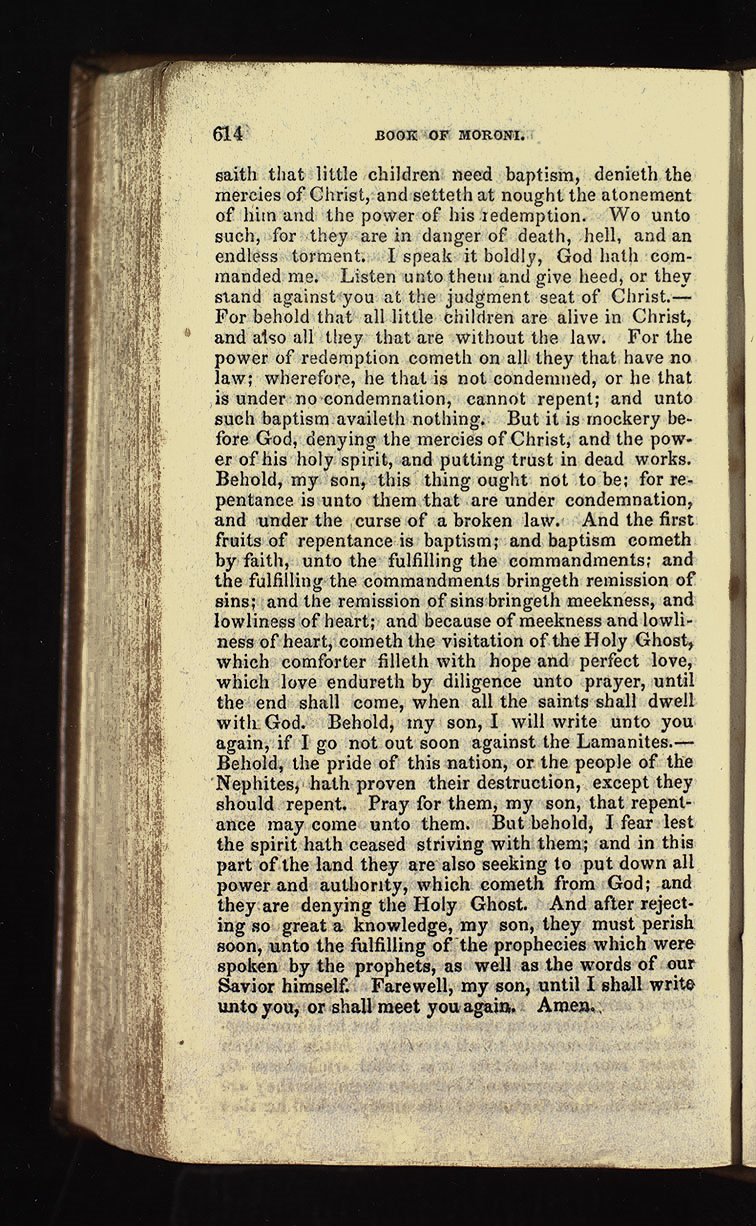 614 BOOK OF MORONI.
saith that little children need baptism, denieth the
mercies of Christ, and setteth at nought the atonement
of him and the power of his redemption. Wo unto
such, for they are in danger of death, hell, and an
endless torment. I speak it boldly, God hath com-
manded me. Listen unto them and give heed, or they
stand against you at the judgment seat of Christ.—
For behold that all little children are alive in Christ,
and also all they that are without the law. For the
power of redemption cometh on all they that have no
law; wherefore, he that is not condemned, or he that
is under no condemnation, cannot repent; and unto
such baptism availeth nothing. But it is mockery be-
fore God, denying the mercies of Christ, and the pow-
er of his holy spirit, and putting trust in dead works.
Behold, my son, this thing ought not to be; for re-
pentance is unto them that are under condemnation,
and under the curse of a broken law. And the first
fruits of repentance is baptism; and baptism cometh
by faith, unto the fulfilling the commandments; and
the fulfilling the commandments bringeth remission of
sins; and the remission of sins bringeth meekness, and
lowliness of heart; and because of meekness and lowli-
ness of heart, cometh the visitation of the Holy Ghost,
which comforter filleth with hope and perfect love,
which love endureth by diligence unto prayer, until
the end shall come, when all the saints shall dwell
with God. Behold, my son, I will write unto you
again, if I go not out soon against the Lamanites.—
Behold, the pride of this nation, or the people of the
Nephites, hath proven their destruction, except they
should repent. Pray for them, my son, that repent-
ance may come unto them. But behold, I fear lest
the spirit hath ceased striving with them; and in this
part of the land they are also seeking to put down all
power and authority, which cometh from God; and
they are denying the Holy Ghost. And after reject-
ing so great a knowledge, my son, they must perish
soon, unto the fulfilling of the prophecies which were
spoken by the prophets, as well as the words of our
Savior himself. Farewell, my son, until I shall write
unto you, or shall meet you again. Amen.